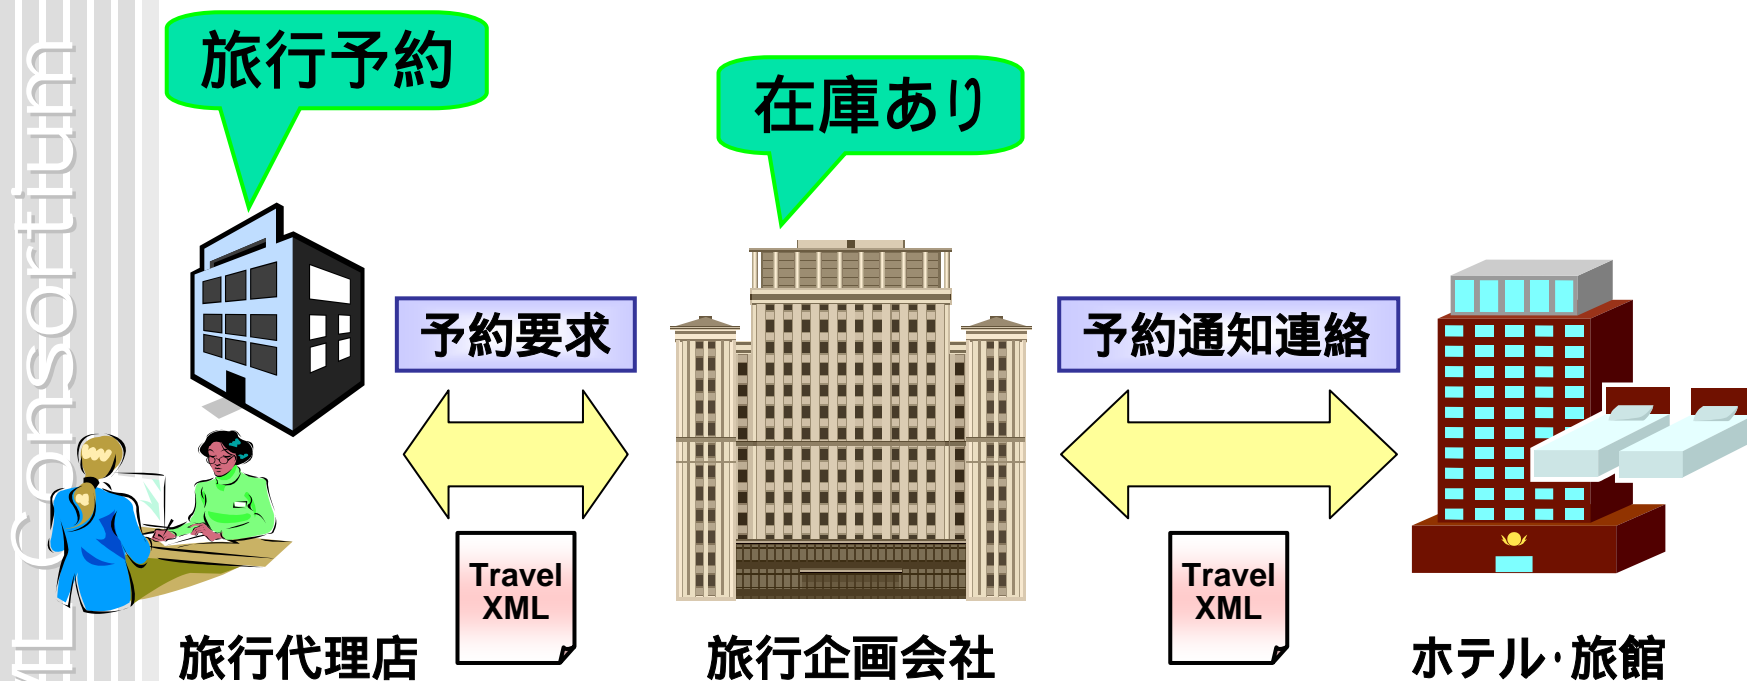 旅行予約
在庫あり
予約要求
予約通知連絡
Travel
XML
Travel
XML
旅行代理店
旅行企画会社
ホテル・旅館
ML Consortium